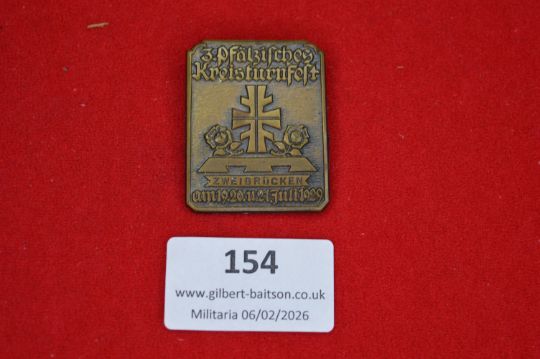 3. Pfälzisches
Kreisturnfest
ZWEIBRÜCKEN
am 19. 20. u. 21. Juli 1929
154
www.gilbert-baitson.co.uk
Militaria 06/02/2026